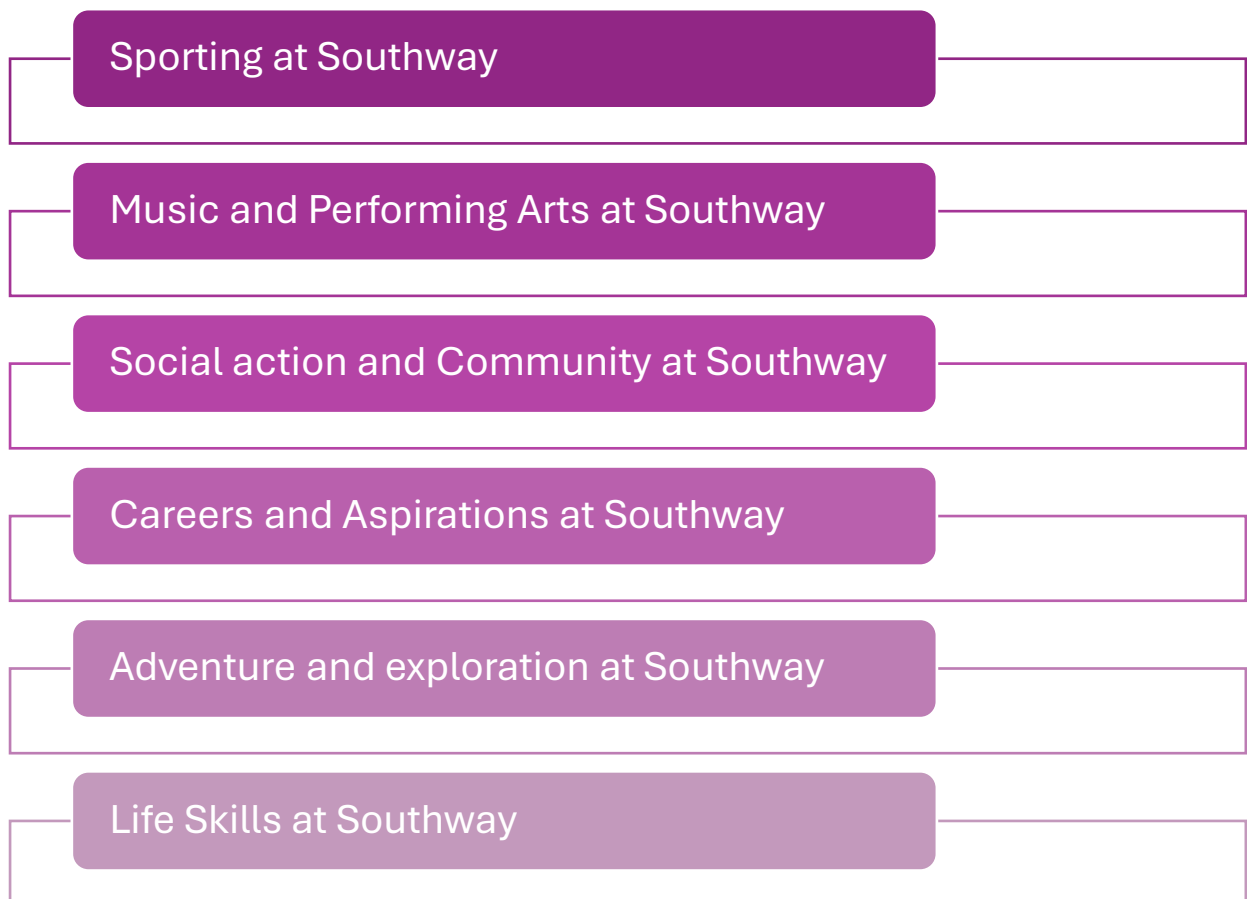 Sporting at Southway
Music and Performing Arts at Southway
Social action and Community at Southway
Careers and Aspirations at Southway
Adventure and exploration at Southway
Life Skills at Southway